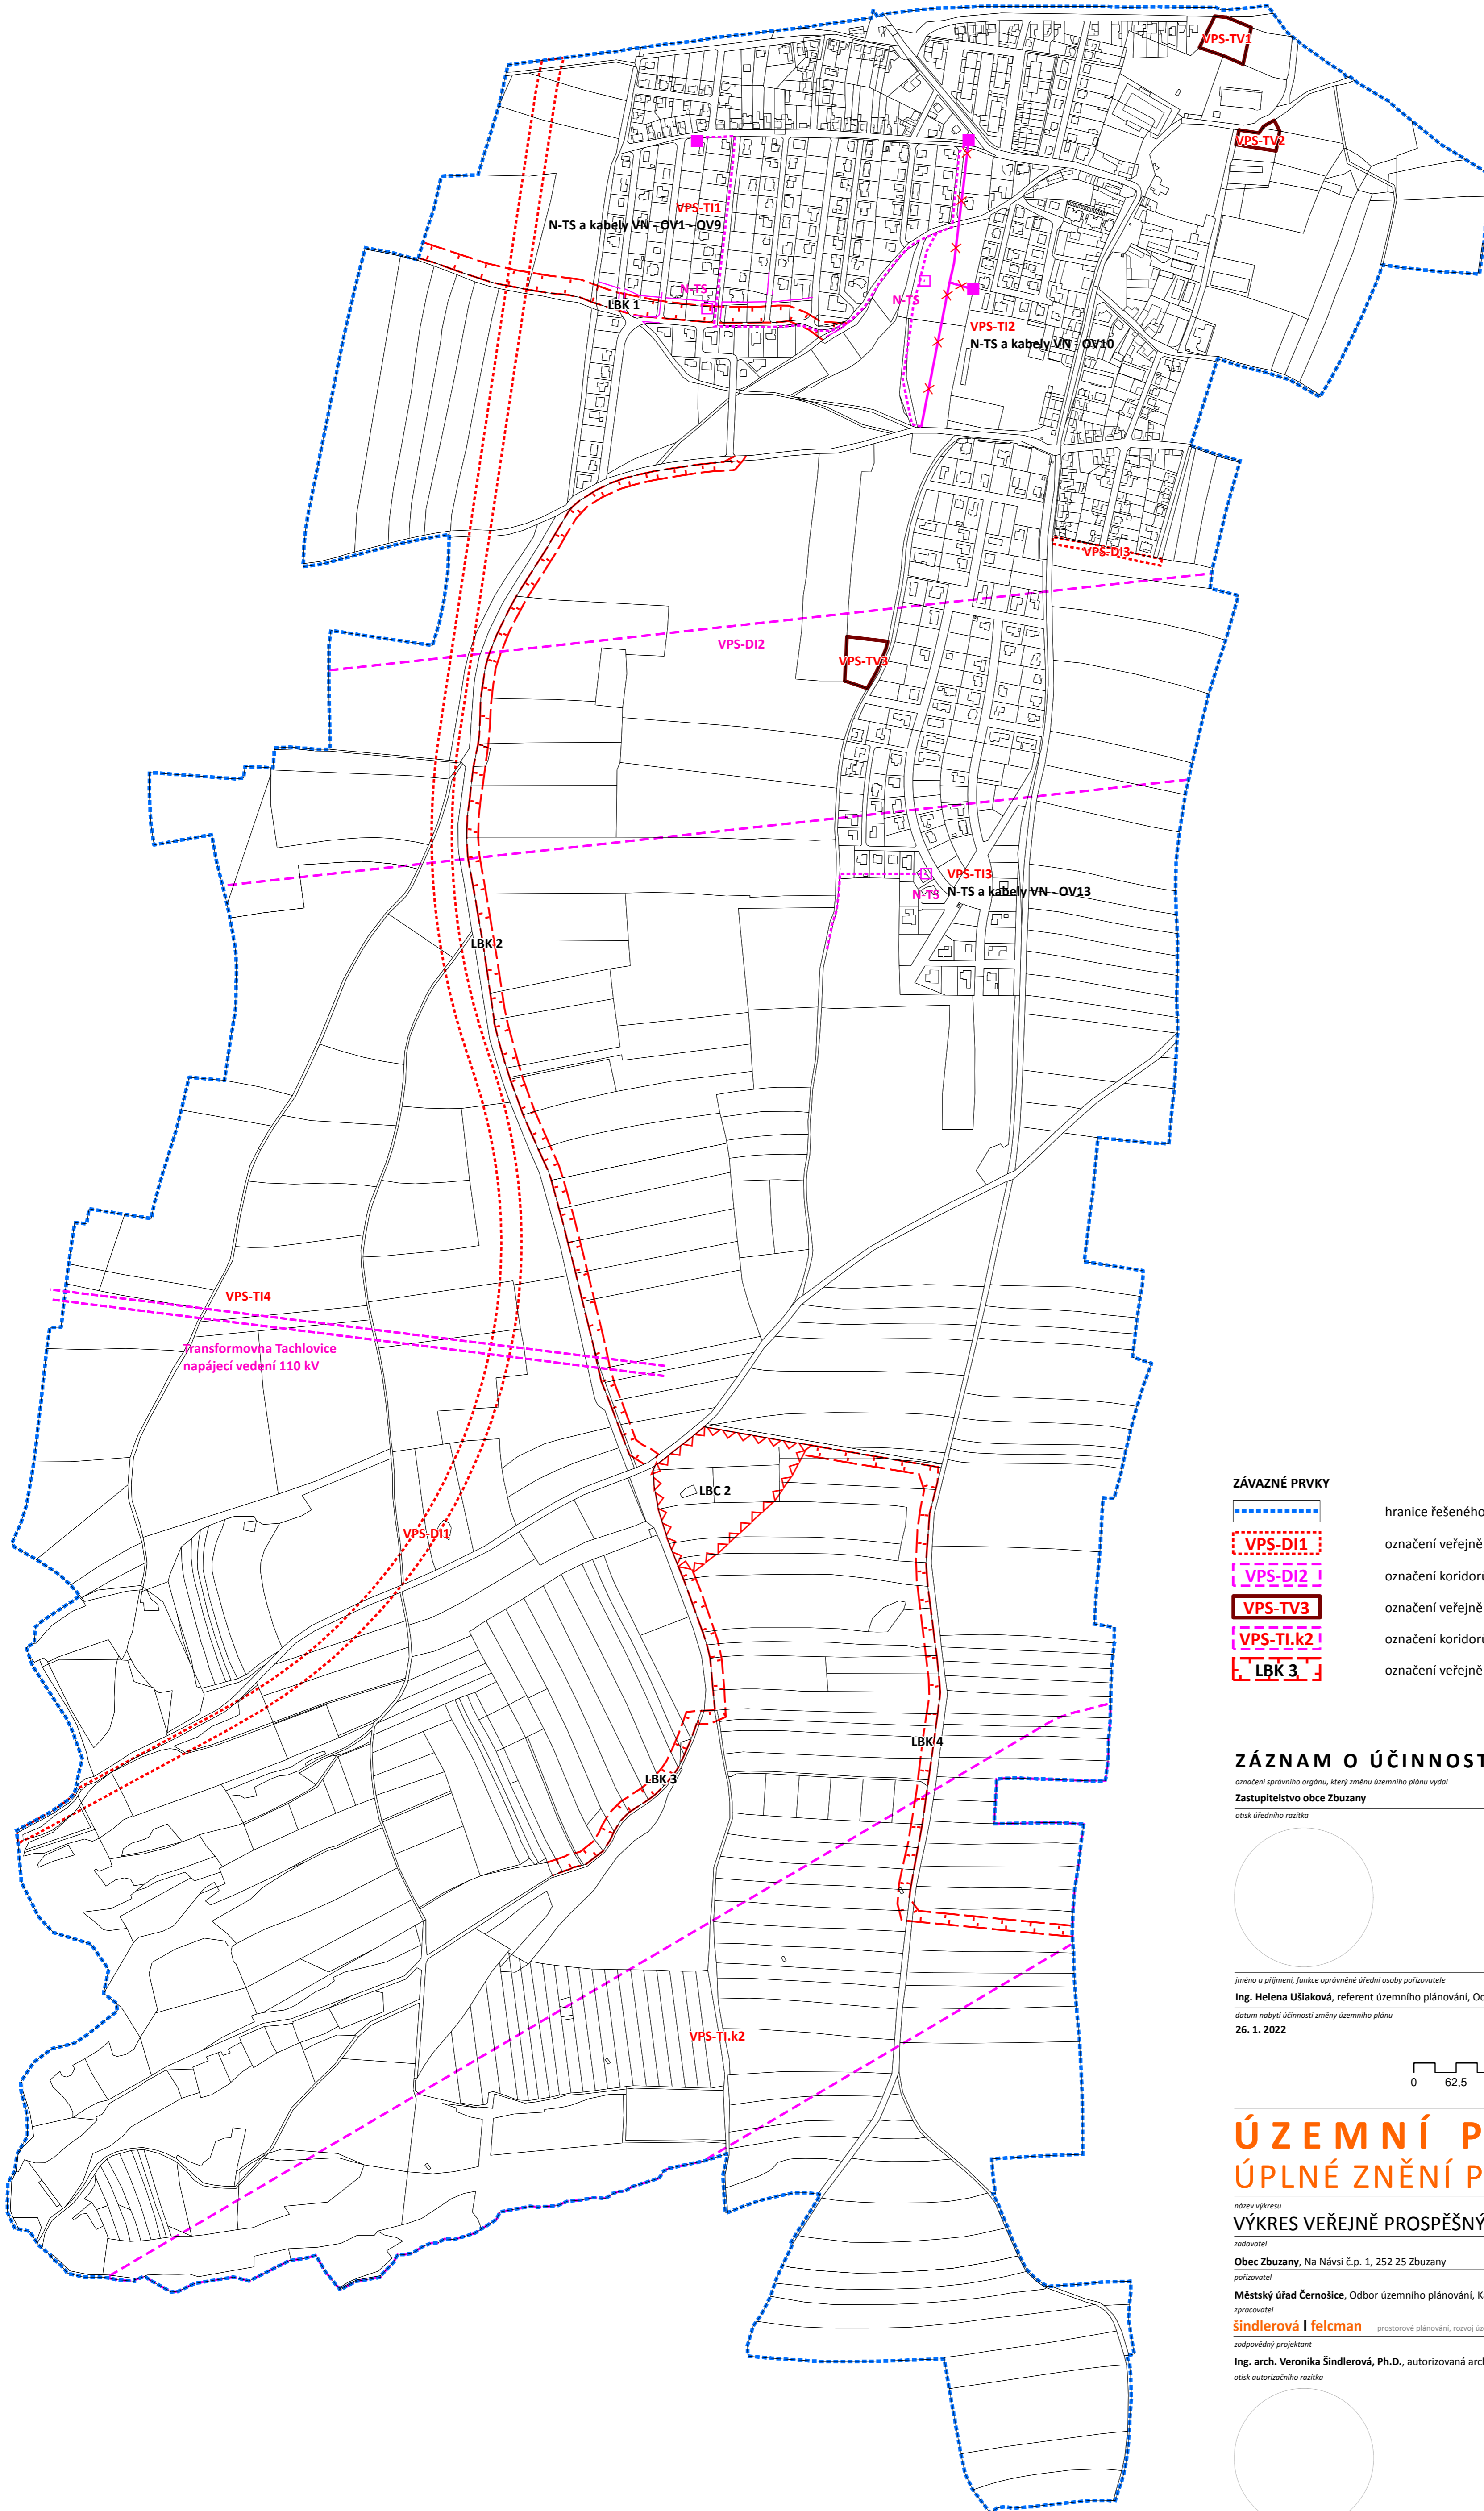 VPS-TV1
VPS-TV2
VPS-TI1
N-TS a kabely VN - OV1 - OV9
N-TS
LBK 1
N-TS
VPS-TI2
N-TS a kabely VN - OV10
VPS-DI3
VPS-DI2
VPS-TV3
VPS-TI3
N-TS a kabely VN - OV13
N-TS
LBK 2
VPS-TI4
Transformovna Tachlovice
napájecí vedení 110 kV
LBC 2
VPS-DI1
LBK 4
LBK 3
VPS-TI.k2
ZÁVAZNÉ PRVKY
hranice řešeného
VPS-DI1 označení veřejně
VPS-DI2 označení koridorů
VPS-TV3 označení veřejně
VPS-TI.k2 označení koridorů
LBK 3 označení veřejně
ZÁZNAM O ÚČINNOST
označení správního orgánu, který změnu územního plánu vydal
Zastupitelstvo obce Zbuzany
otisk úředního razítka
jméno a příjmení, funkce oprávněné úřední osoby pořizovatele
Ing. Helena Ušiaková, referent územního plánování, Od
datum nabytí účinnosti změny územního plánu
26. 1. 2022
0 62,5
ÚZEMNÍ P
ÚPLNÉ ZNĚNÍ P
název výkresu
VÝKRES VEŘEJNĚ PROSPĚŠNÝ
zadavatel
Obec Zbuzany, Na Návsi č.p. 1, 252 25 Zbuzany
pořizovatel
Městský úřad Černošice, Odbor územního plánování, K
zpracovatel
šindlerová I felcman prostorové plánování, rozvoj úz
zodpovědný projektant
Ing. arch. Veronika Šindlerová, Ph.D., autorizovaná arch
otisk autorizačního razítka